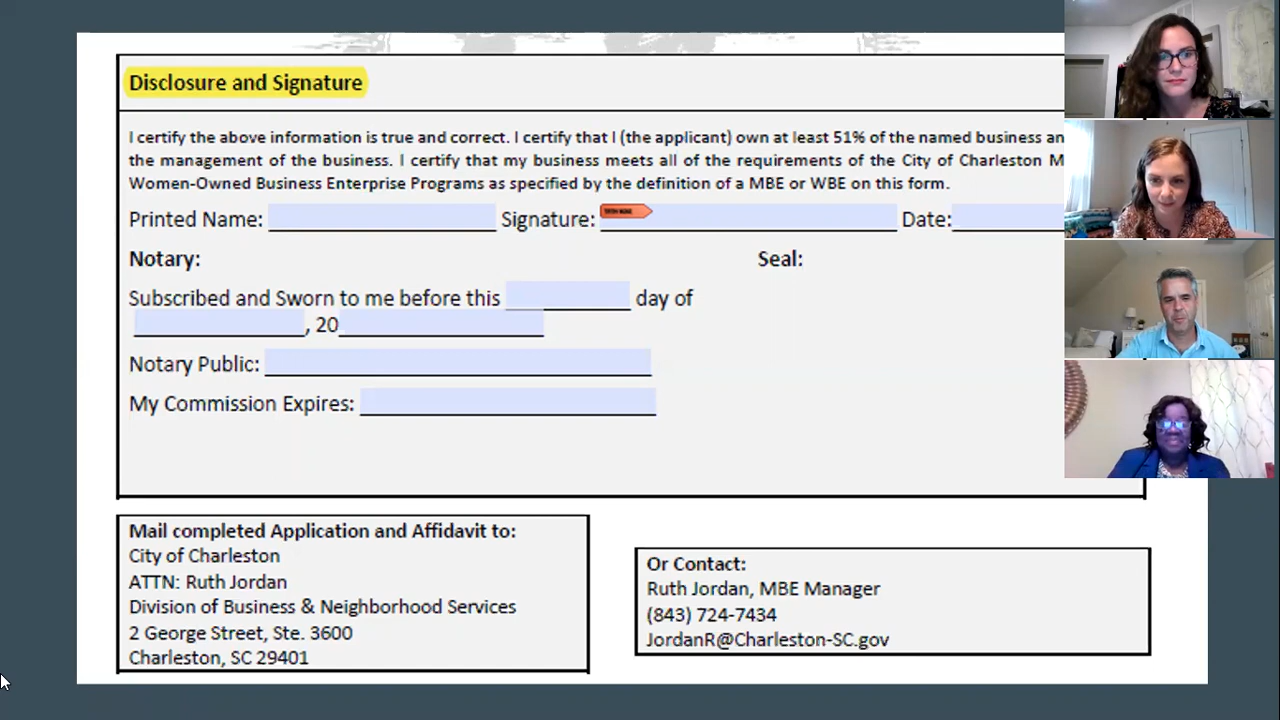 Disclosure and Signature
I certify the above information is true and correct. I certify that I (the applicant) own at least 51% of the named business an
the management of the business. I certify that my business meets all of the requirements of the City of Charleston M
Women-Owned Business Enterprise Programs as specified by the definition of a MBE or WBE on this form.
Printed Name: Signature: Date:
Notary: Seal:
Subscribed and Sworn to me before this day of
, 20
Notary Public:
My Commission Expires:
Mail completed Application and Affidavit to:
City of Charleston
ATTN: Ruth Jordan
Division of Business & Neighborhood Services
2 George Street, Ste. 3600
Charleston, SC 29401
Or Contact:
Ruth Jordan, MBE Manager
(843) 724-7434
JordanR@Charleston-SC.gov